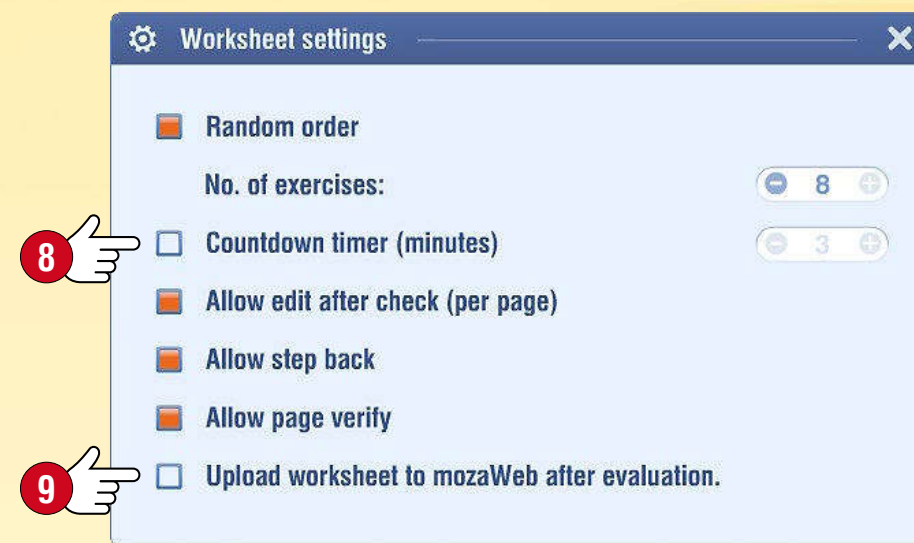 Worksheet settings
Random order
No. of exercises: 8
8 Countdown timer (minutes) 3
Allow edit after check (per page)
Allow step back
Allow page verify
9 Upload worksheet to mozaWeb after evaluation.